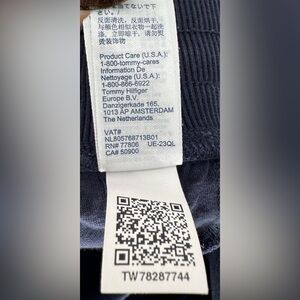 反面清洗，反面烘干，
与颜色相似衣物一起洗
涤，立即晾干，请勿熨
烫装饰物
Product Care (U.S.A.):
1-800-tommy-cares
Information De
Nettoyage (U.S.A.):
1-800-866-6922
Tommy Hilfiger
Europe B.V.
Danzigerkade 165,
1013 AP AMSTERDAM
The Netherlands
VAT#
NL805768713B01
RN# 77806 UE-23QL
CA# 50900
TW78287744